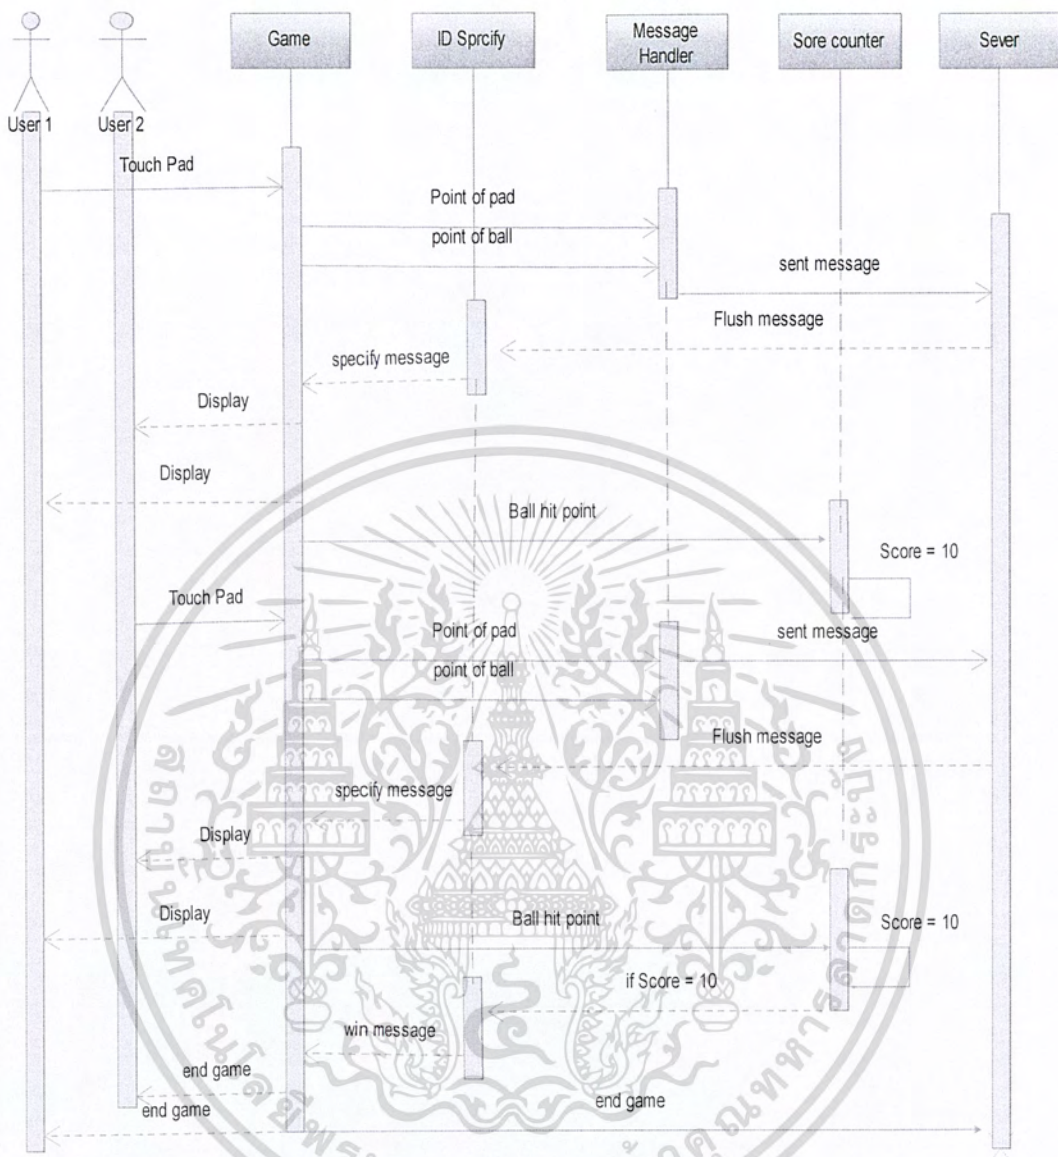 Game
ID Sprcify
Message
Handler
Sore counter
Sever
User 1
User 2
Touch Pad
Point of pad
point of ball
sent message
Flush message
specify message
Display
Display
Ball hit point
Score = 10
Touch Pad
Point of pad
sent message
point of ball
Flush message
specify message
Display
Display
Ball hit point
Score = 10
if Score = 10
win message
end game
end game
end game